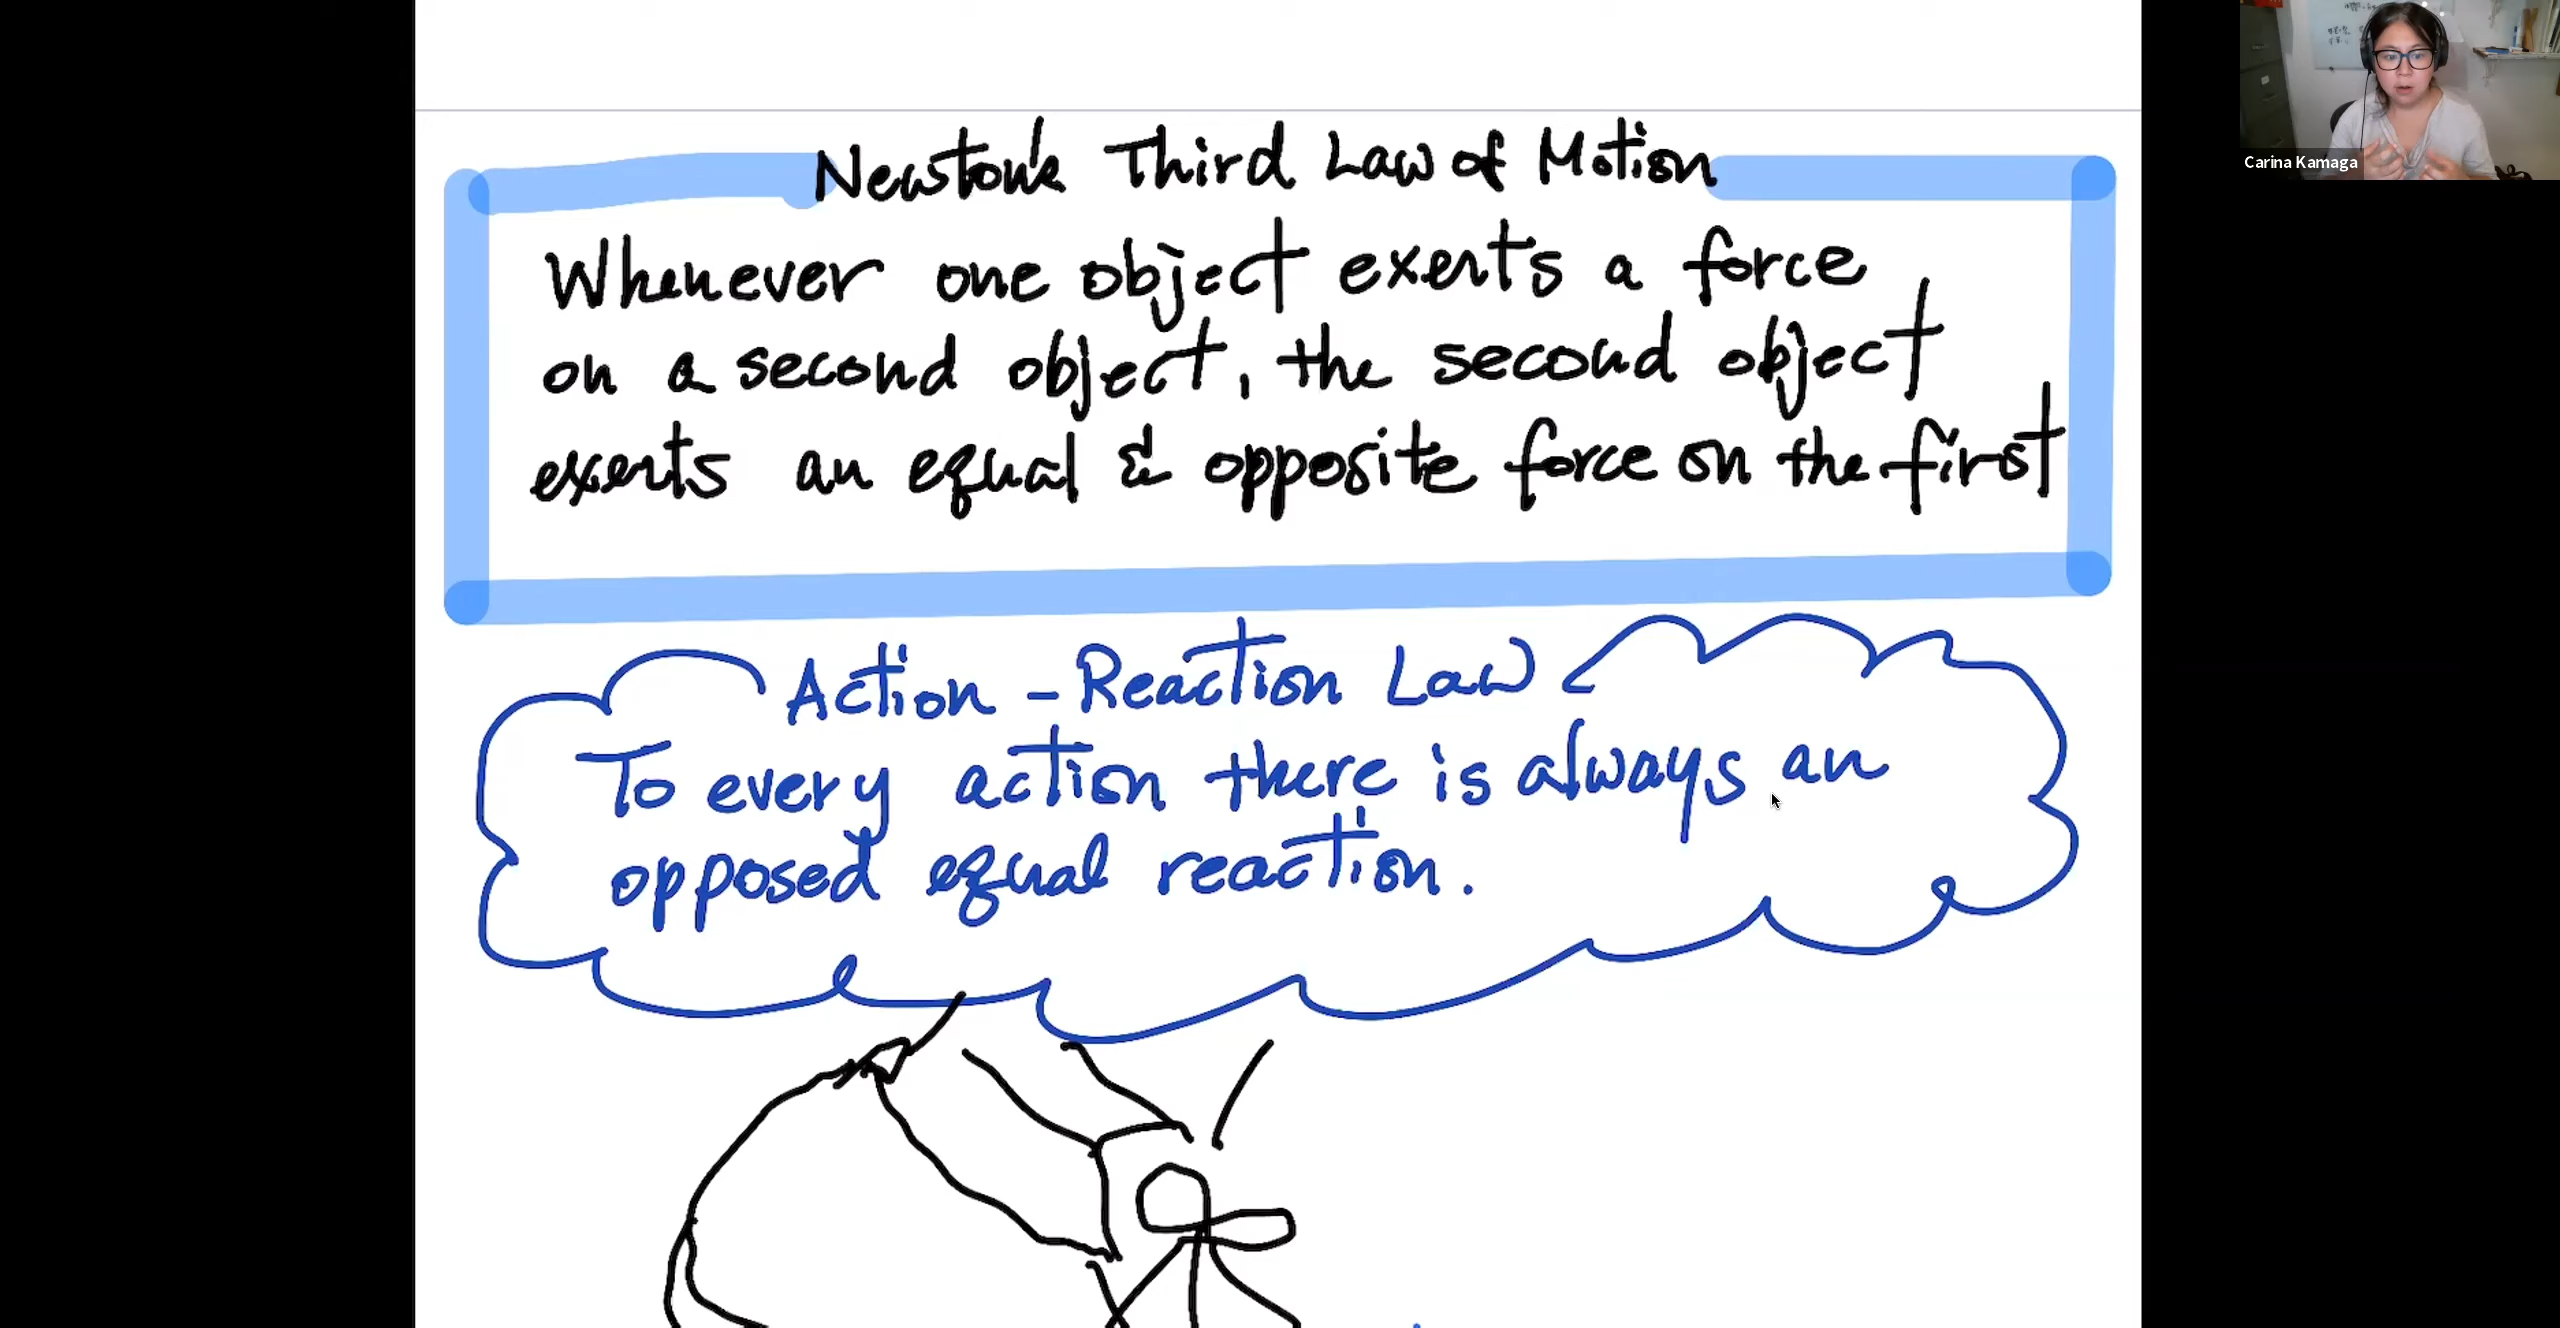 Newton's Third Law of Motion
Whenever one object exerts a force
on a second object, the second object
exerts an equal & opposite force on the first
Action - Reaction Law
To every action there is always an
opposed equal reaction.
Carina Kamaga